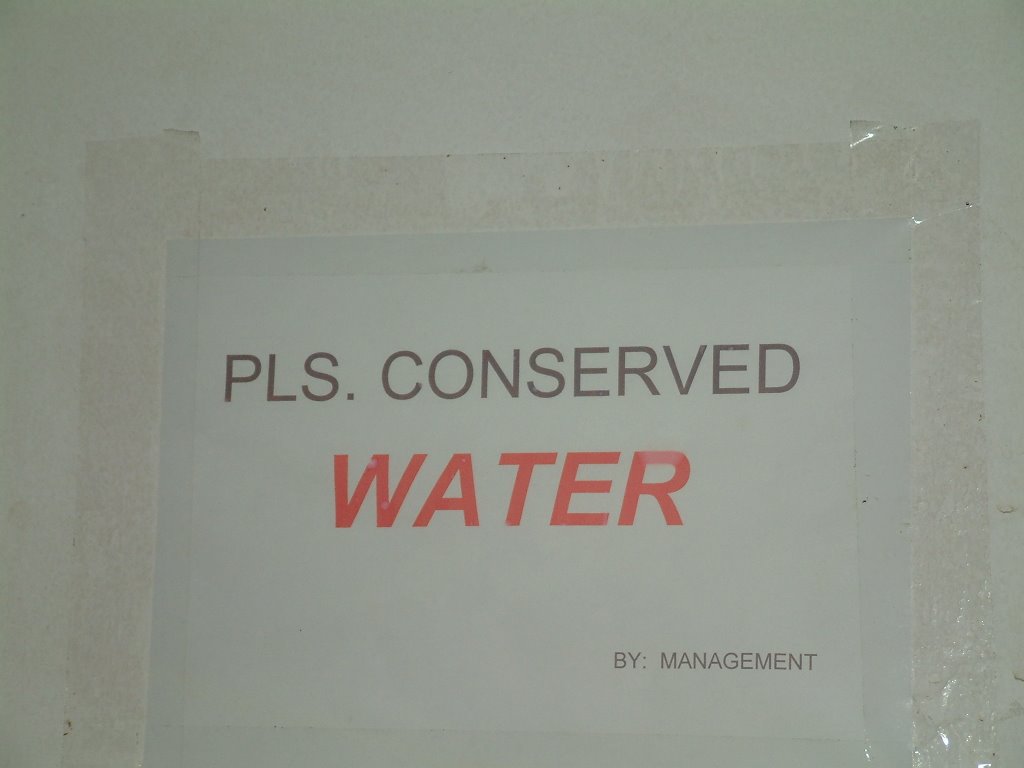 PLS. CONSERVED
WATER
BY: MANAGEMENT